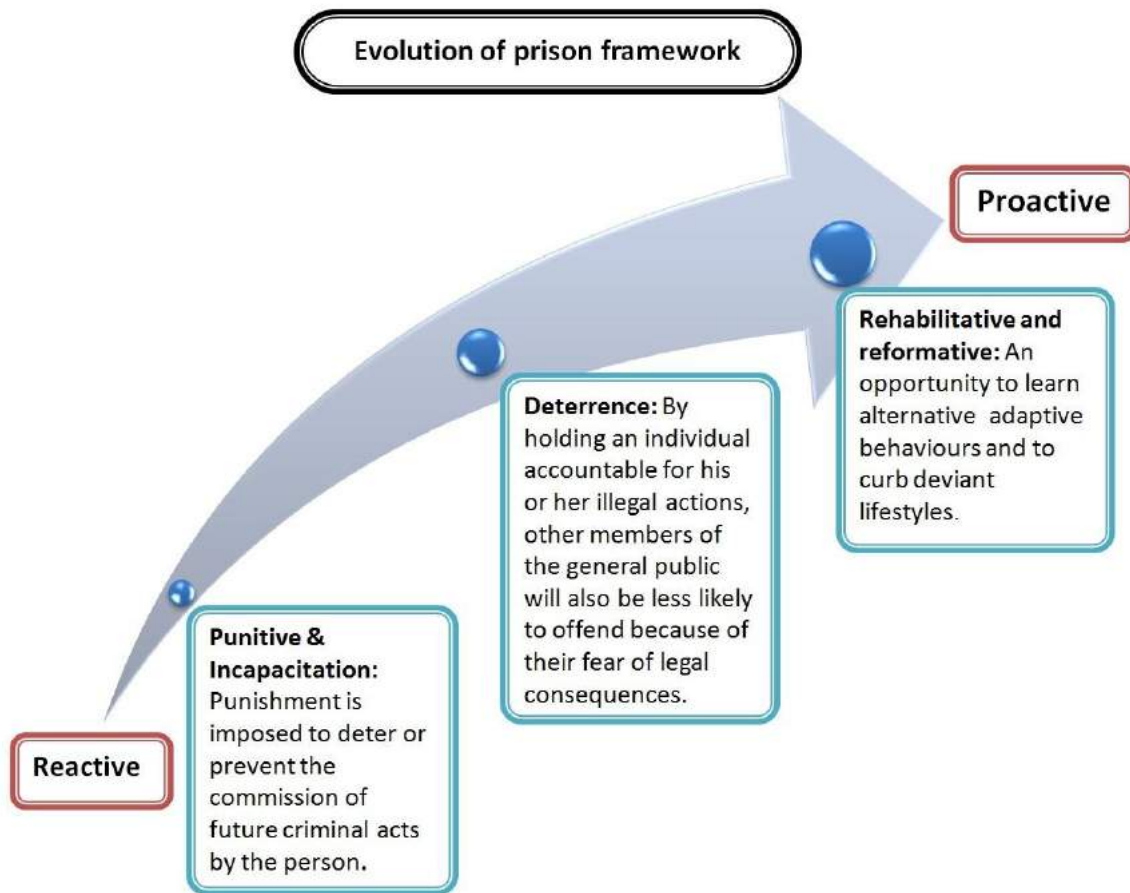 Evolution of prison framework
Proactive
Rehabilitative and
reformative: An
opportunity to learn
alternative adaptive
behaviours and to
curb deviant
lifestyles.
Deterrence: By
holding an individual
accountable for his
or her illegal actions,
other members of
the general public
will also be less likely
to offend because of
their fear of legal
consequences.
Punitive &
Incapacitation:
Punishment is
imposed to deter or
prevent the
commission of
future criminal acts
by the person.
Reactive